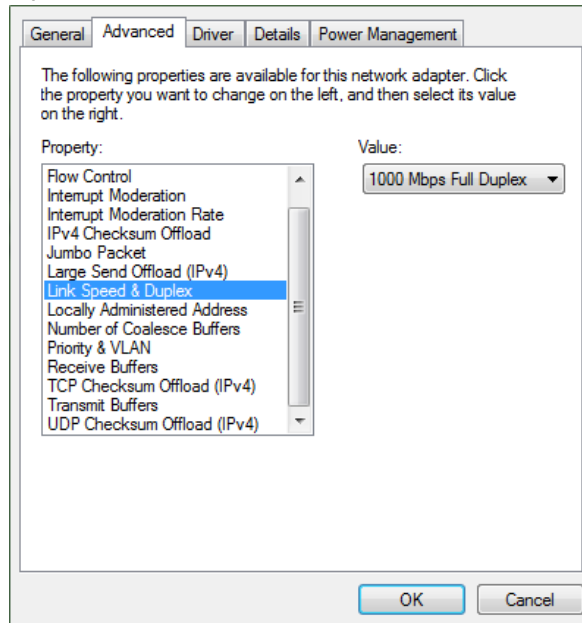 General Advanced Driver Details Power Management
The following properties are available for this network adapter. Click
the property you want to change on the left, and then select its value
on the right.
Property:
Value:
Flow Control
Interrupt Moderation
Interrupt Moderation Rate
IPv4 Checksum Offload
Jumbo Packet
Large Send Offload (IPv4)
Link Speed & Duplex
Locally Administered Address
Number of Coalesce Buffers
Priority & VLAN
Receive Buffers
TCP Checksum Offload (IPv4)
Transmit Buffers
UDP Checksum Offload (IPv4)
1000 Mbps Full Duplex
OK
Cancel